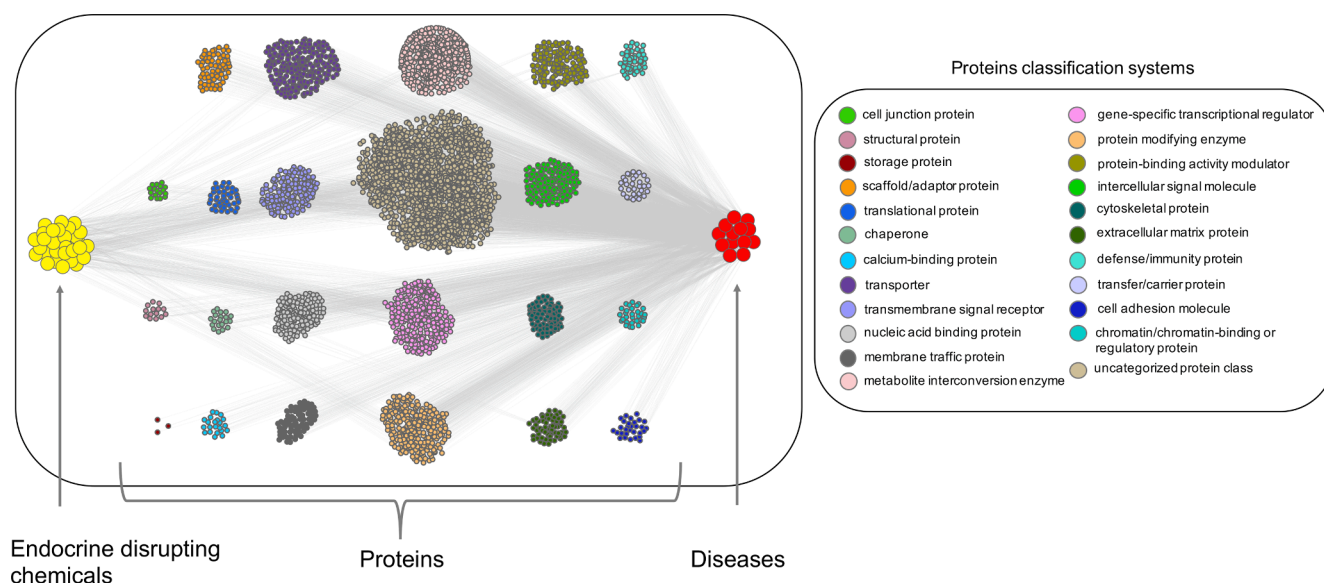 Proteins classification systems
cell junction protein
structural protein
storage protein
scaffold/adaptor protein
translational protein
chaperone
calcium-binding protein
transporter
transmembrane signal receptor
nucleic acid binding protein
membrane traffic protein
metabolite interconversion enzyme
gene-specific transcriptional regulator
protein modifying enzyme
protein-binding activity modulator
intercellular signal molecule
cytoskeletal protein
extracellular matrix protein
defense/immunity protein
transfer/carrier protein
cell adhesion molecule
chromatin/chromatin-binding or
regulatory protein
uncategorized protein class
Endocrine disrupting
chemicals
Proteins
Diseases